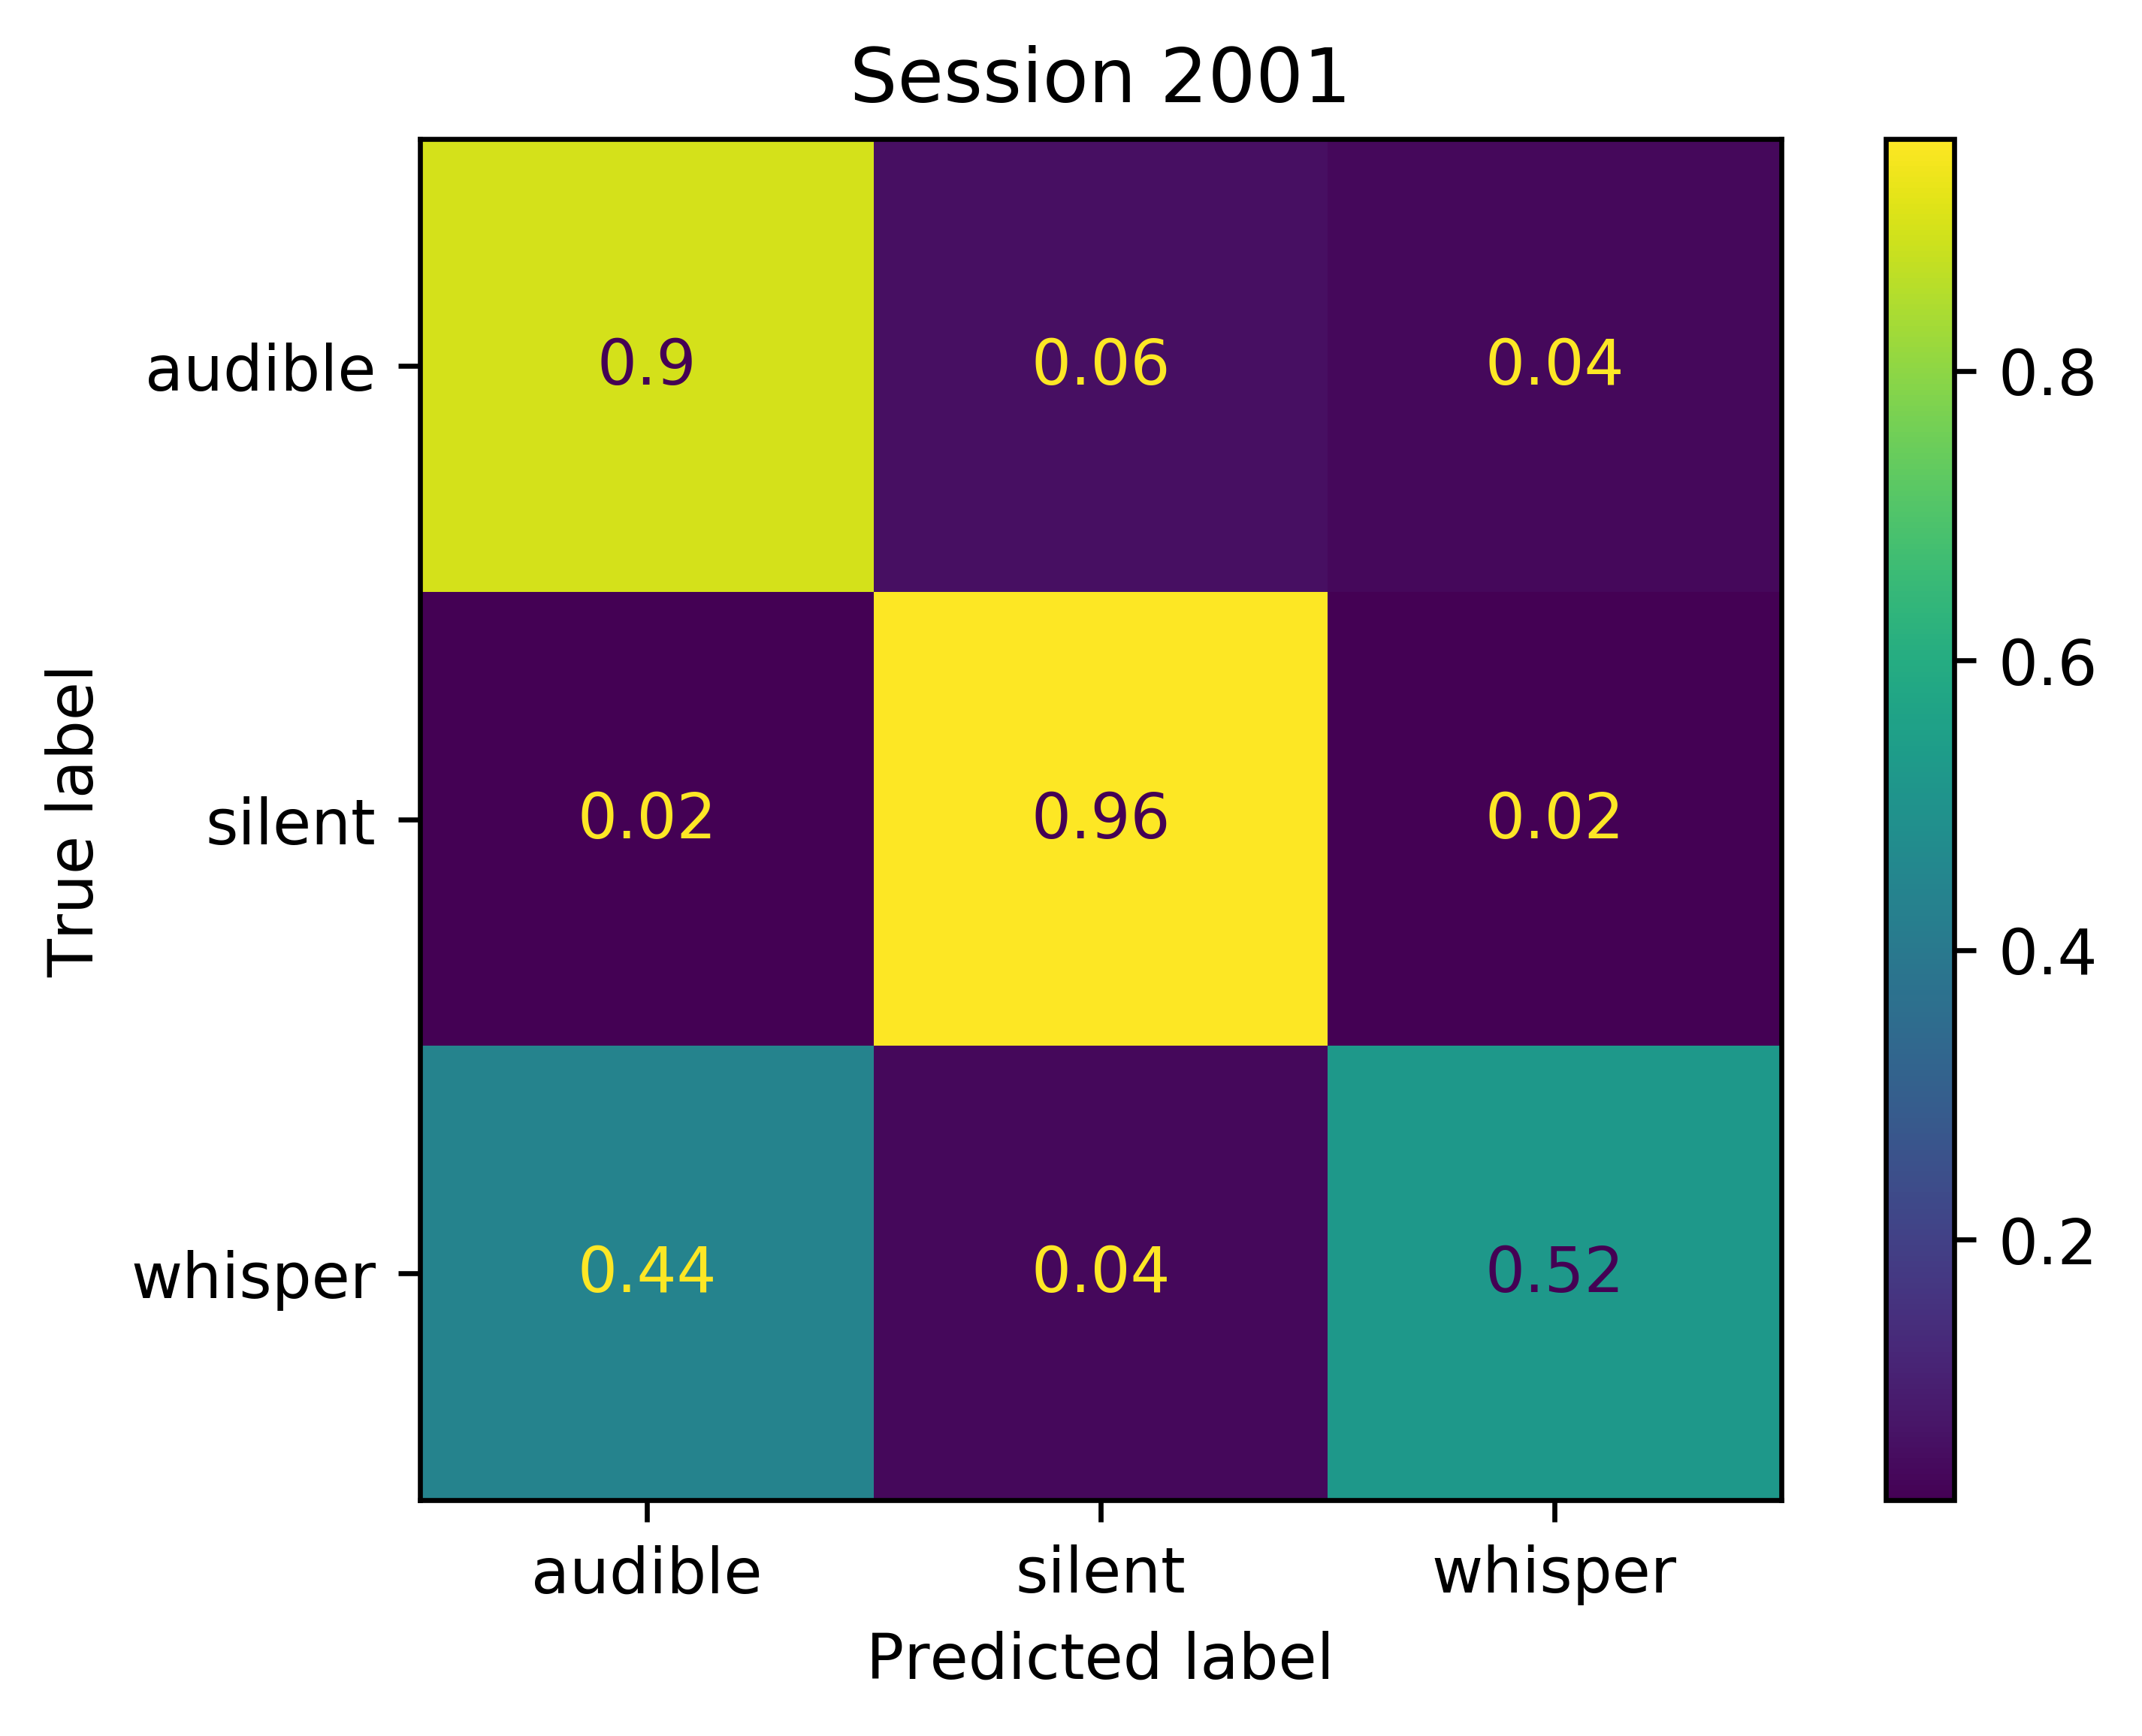 Session 2001
True label
audible 0.9 0.06 0.04
silent 0.02 0.96 0.02
whisper 0.44 0.04 0.52
audible silent whisper
Predicted label
0.8
0.6
0.4
0.2